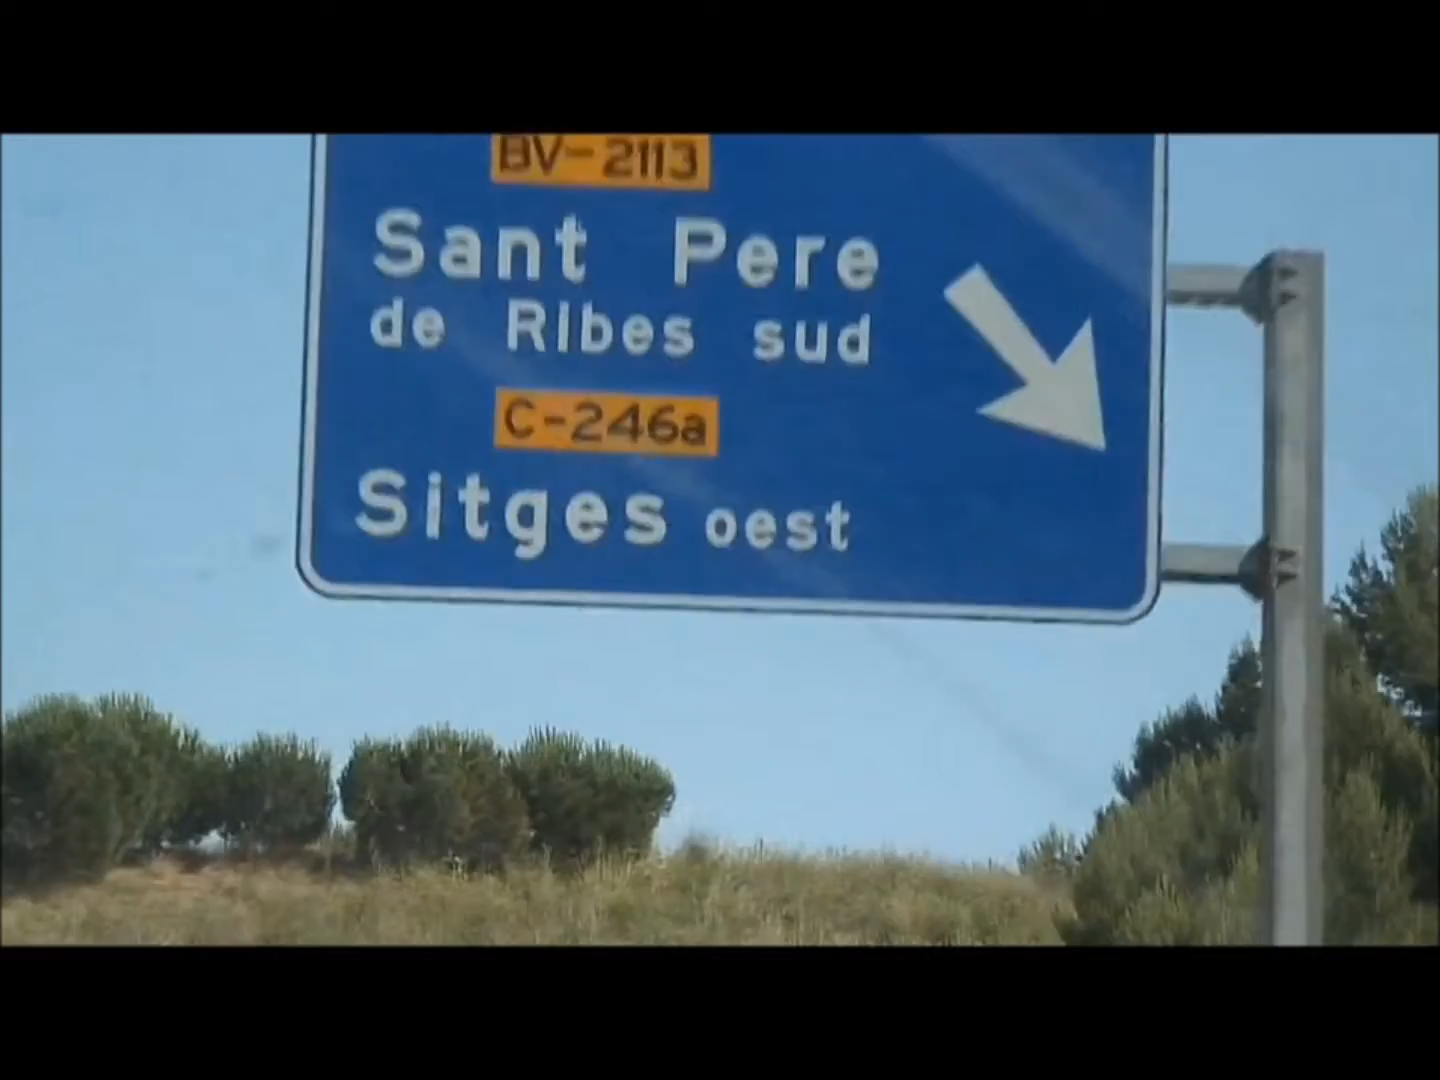 BV-2113
Sant Pere
de Ribes sud
C-246a
Sitges oest